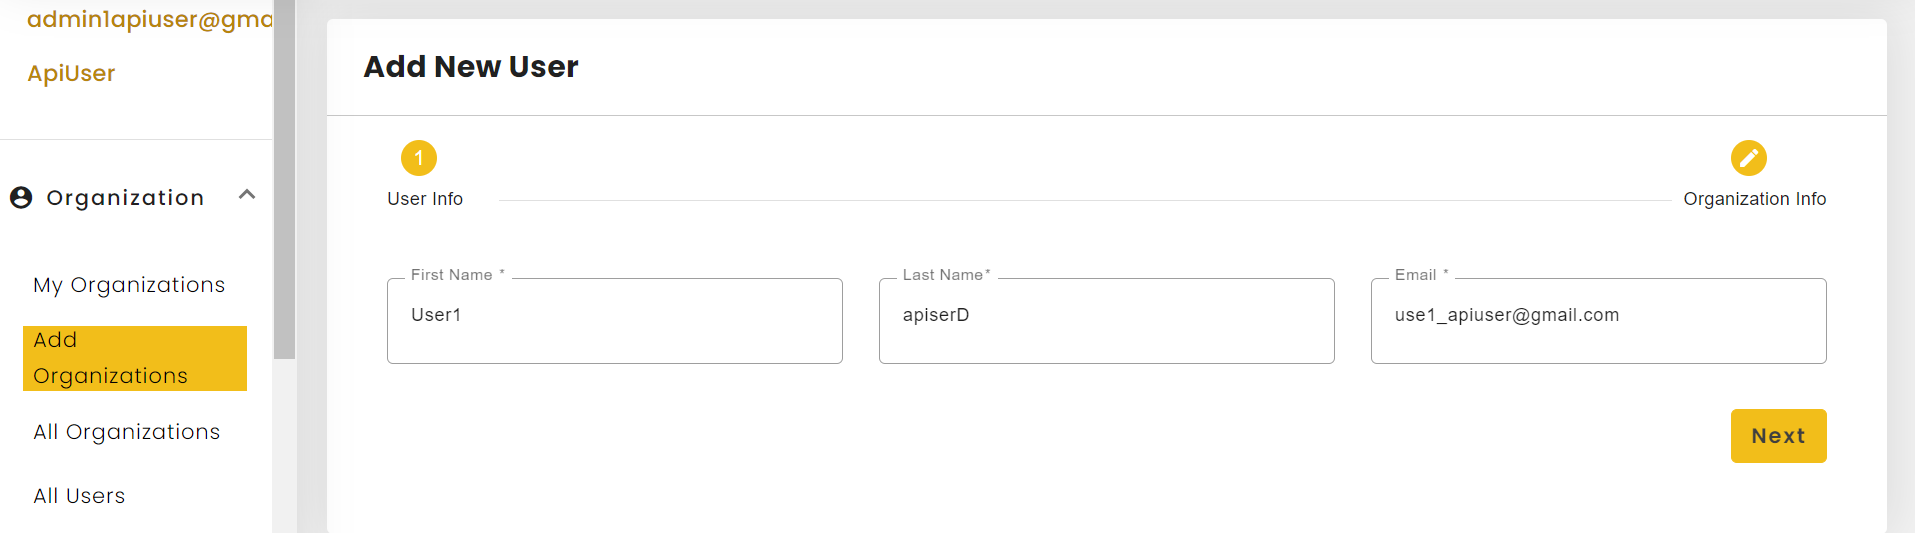 admin1apiuser@gma
ApiUser
Organization
My Organizations
Add
Organizations
All Organizations
All Users
Add New User
1
User Info
Organization Info
First Name *
User1
Last Name*
apiserD
Email *
use1_apiuser@gmail.com
Next